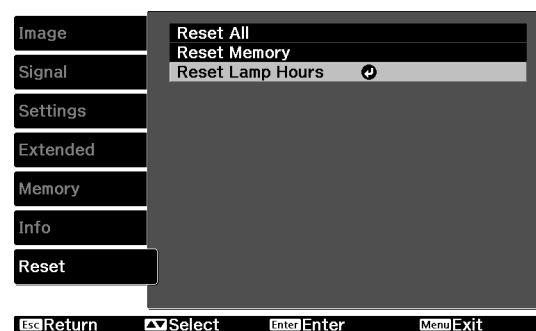 Image
Signal
Settings
Extended
Memory
Info
Reset
Reset All
Reset Memory
Reset Lamp Hours
Esc Return Select Enter Enter Menu Exit